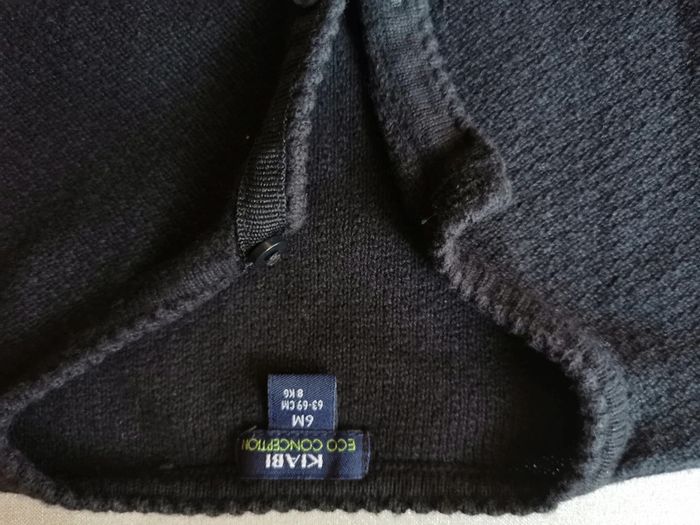 KIABI
ECO CONCEPTION
6M
63-69 CM
8 KG